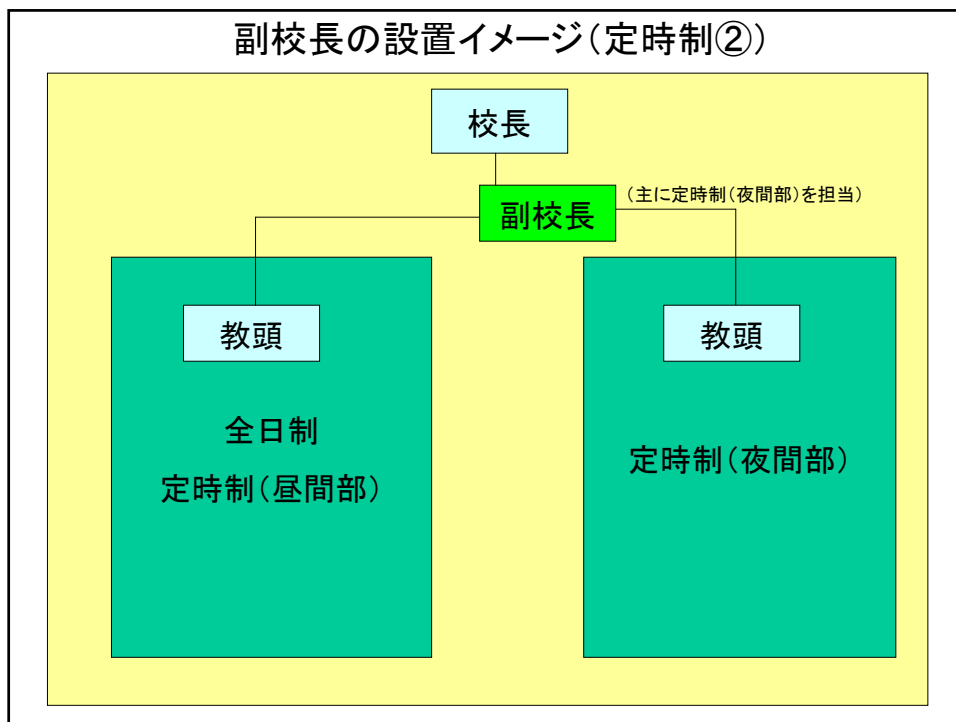 副校長の設置イメージ（定時制②）
校長
副校長
（主に定時制（夜間部）を担当）
教頭
教頭
全日制
定時制（昼間部）
定時制（夜間部）